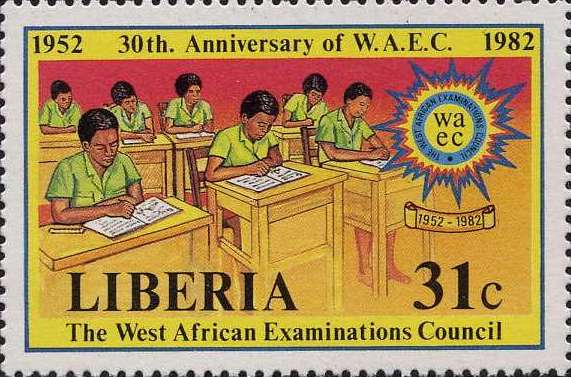 1952 30th. Anniversary of W.A.E.C. 1982
THE WEST AFRICAN EXAMINATIONS COUNCIL
wa
ec
1952-1982
LIBERIA 31c
The West African Examinations Council